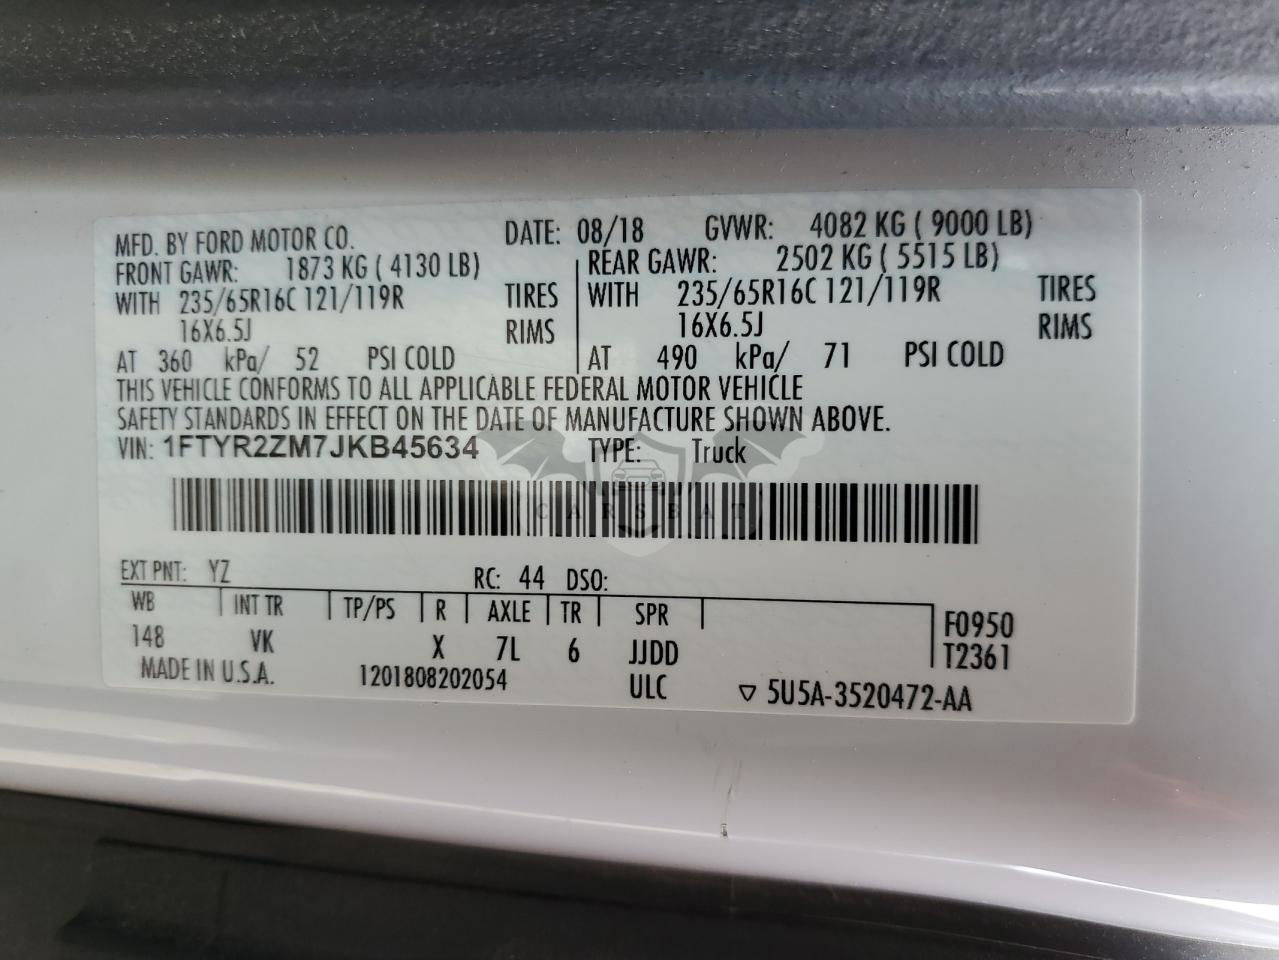 MFD. BY FORD MOTOR CO. DATE: 08/18 GVWR: 4082 KG ( 9000 LB)
FRONT GAWR: 1873 KG ( 4130 LB) REAR GAWR: 2502 KG ( 5515 LB)
WITH 235/65R16C 121/119R TIRES WITH 235/65R16C 121/119R TIRES
16X6.5J RIMS 16X6.5J RIMS
AT 360 kPa/ 52 PSI COLD AT 490 kPa/ 71 PSI COLD
THIS VEHICLE CONFORMS TO ALL APPLICABLE FEDERAL MOTOR VEHICLE
SAFETY STANDARDS IN EFFECT ON THE DATE OF MANUFACTURE SHOWN ABOVE.
VIN: 1FTYR2ZM7JKB45634 TYPE: Truck
CARSBAT
EXT PNT: YZ RC: 44 DSO:
WB INT TR TP/PS R AXLE TR SPR F0950
148 VK X 7L 6 JJDD T2361
MADE IN U.S.A. 1201808202054 ULC ▽ 5U5A-3520472-AA